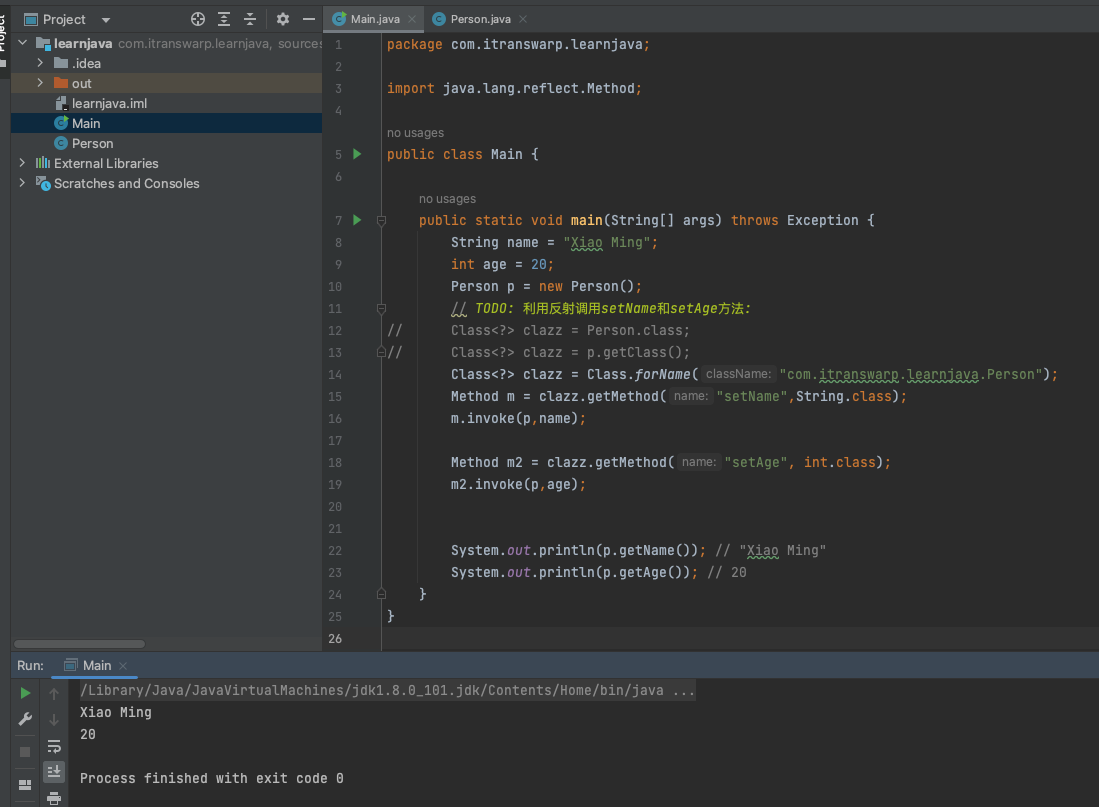 Project
Project
learnjava com.itranswarp.learnjava, sources
.idea
out
learnjava.iml
Main
Person
External Libraries
Scratches and Consoles
Main.java
Person.java
1 package com.itranswarp.learnjava;
2
3 import java.lang.reflect.Method;
4
no usages
5 public class Main {
6
no usages
7 public static void main(String[] args) throws Exception {
8 String name = "Xiao Ming";
9 int age = 20;
10 Person p = new Person();
11 // TODO: 利用反射调用setName和setAge方法:
12 // Class<?> clazz = Person.class;
13 // Class<?> clazz = p.getClass();
14 Class<?> clazz = Class.forName( className: "com.itranswarp.learnjava.Person");
15 Method m = clazz.getMethod( name: "setName",String.class);
16 m.invoke(p,name);
17
18 Method m2 = clazz.getMethod( name: "setAge", int.class);
19 m2.invoke(p,age);
20
21
22 System.out.println(p.getName()); // "Xiao Ming"
23 System.out.println(p.getAge()); // 20
24 }
25 }
26
Run: Main
/Library/Java/JavaVirtualMachines/jdk1.8.0_101.jdk/Contents/Home/bin/java ...
Xiao Ming
20
Process finished with exit code 0